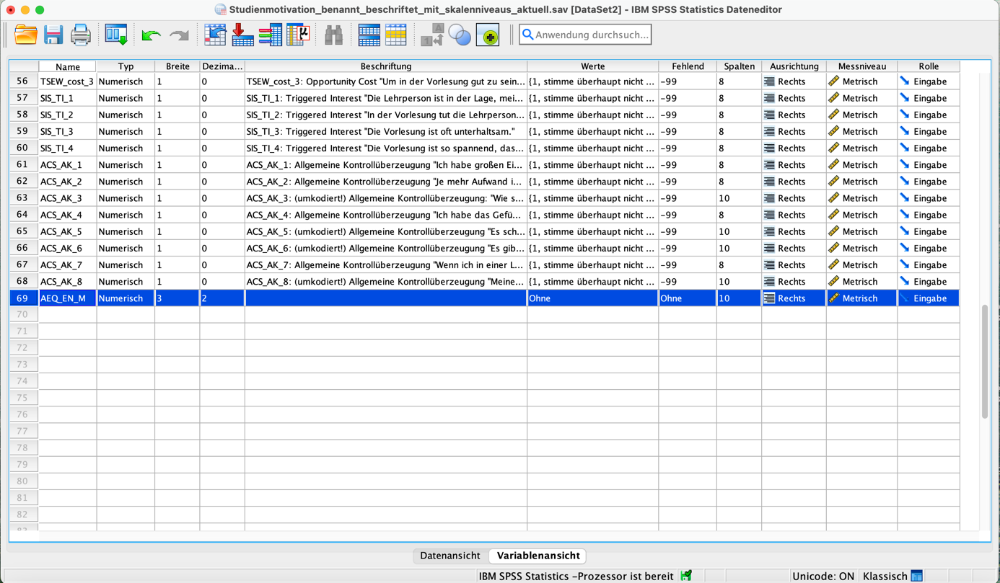 Studienmotivation_benannt_beschriftet_mit_skalenniveaus_aktuell.sav [DataSet2] - IBM SPSS Statistics Dateneditor
Anwendung durchsuch...
Name Typ Breite Dezima... Beschriftung Werte Fehlend Spalten Ausrichtung Messniveau Rolle
56 TSEW_cost_3 Numerisch 1 0 TSEW_cost_3: Opportunity Cost "Um in der Vorlesung gut zu sein... {1, stimme überhaupt nicht ... -99 8 Rechts Metrisch Eingabe
57 SIS_TI_1 Numerisch 1 0 SIS_TI_1: Triggered Interest "Die Lehrperson ist in der Lage, mei... {1, stimme überhaupt nicht ... -99 8 Rechts Metrisch Eingabe
58 SIS_TI_2 Numerisch 1 0 SIS_TI_2: Triggered Interest "In der Vorlesung tut die Lehrperson... {1, stimme überhaupt nicht ... -99 8 Rechts Metrisch Eingabe
59 SIS_TI_3 Numerisch 1 0 SIS_TI_3: Triggered Interest "Die Vorlesung ist oft unterhaltsam." {1, stimme überhaupt nicht ... -99 8 Rechts Metrisch Eingabe
60 SIS_TI_4 Numerisch 1 0 SIS_TI_4: Triggered Interest "Die Vorlesung ist so spannend, das... {1, stimme überhaupt nicht ... -99 8 Rechts Metrisch Eingabe
61 ACS_AK_1 Numerisch 1 0 ACS_AK_1: Allgemeine Kontrollüberzeugung "Ich habe großen Ei... {1, stimme überhaupt nicht ... -99 8 Rechts Metrisch Eingabe
62 ACS_AK_2 Numerisch 1 0 ACS_AK_2: Allgemeine Kontrollüberzeugung "Je mehr Aufwand i... {1, stimme überhaupt nicht ... -99 8 Rechts Metrisch Eingabe
63 ACS_AK_3 Numerisch 1 0 ACS_AK_3: (umkodiert!) Allgemeine Kontrollüberzeugung: "Wie s... {1, stimme überhaupt nicht ... -99 10 Rechts Metrisch Eingabe
64 ACS_AK_4 Numerisch 1 0 ACS_AK_4: Allgemeine Kontrollüberzeugung "Ich habe das Gefü... {1, stimme überhaupt nicht ... -99 8 Rechts Metrisch Eingabe
65 ACS_AK_5 Numerisch 1 0 ACS_AK_5: (umkodiert!) Allgemeine Kontrollüberzeugung "Es sch... {1, stimme überhaupt nicht ... -99 10 Rechts Metrisch Eingabe
66 ACS_AK_6 Numerisch 1 0 ACS_AK_6: (umkodiert!) Allgemeine Kontrollüberzeugung "Es gib... {1, stimme überhaupt nicht ... -99 10 Rechts Metrisch Eingabe
67 ACS_AK_7 Numerisch 1 0 ACS_AK_7: Allgemeine Kontrollüberzeugung "Wenn ich in einer L... {1, stimme überhaupt nicht ... -99 8 Rechts Metrisch Eingabe
68 ACS_AK_8 Numerisch 1 0 ACS_AK_8: (umkodiert!) Allgemeine Kontrollüberzeugung "Meine... {1, stimme überhaupt nicht ... -99 10 Rechts Metrisch Eingabe
69 AEQ_EN_M Numerisch 3 2 Ohne Ohne 10 Rechts Metrisch Eingabe
70
71
72
73
74
75
76
77
78
79
80
81
82
83
Datenansicht Variablenansicht
IBM SPSS Statistics -Prozessor ist bereit Unicode: ON Klassisch